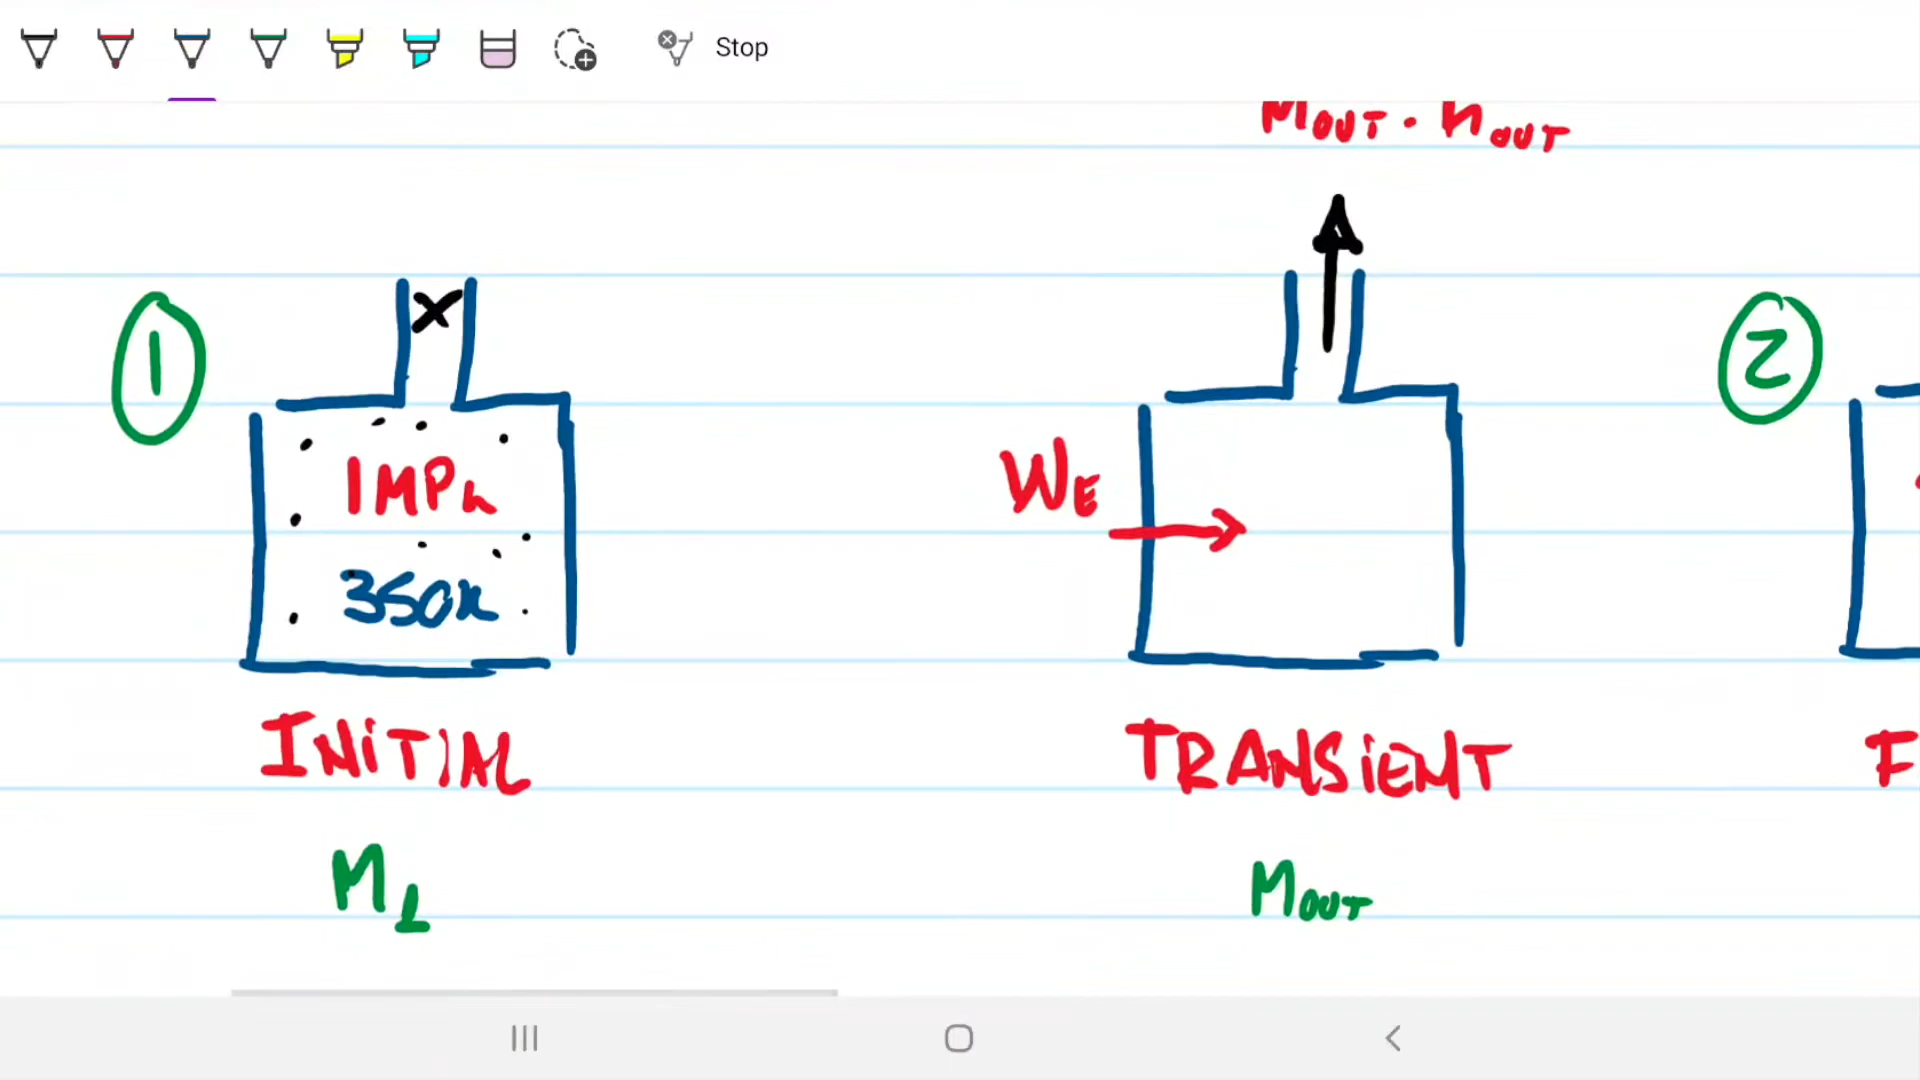 Stop
MOUT · hOUT
1
2
1MPa
WE
350K
INITIAL
TRANSIENT
F
M1
MOUT